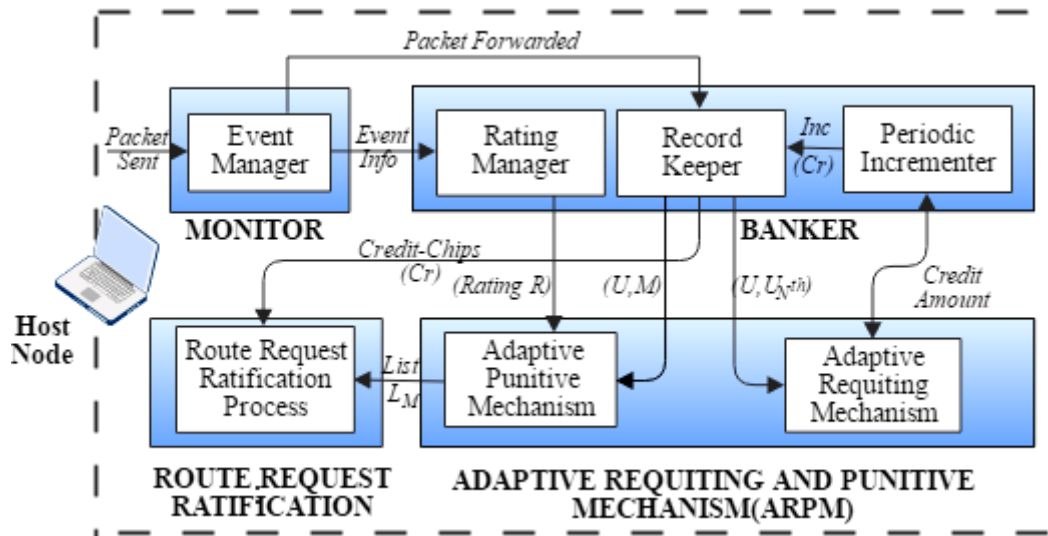 Packet Forwarded
Packet
Sent
Event
Manager
Event
Info
Rating
Manager
Record
Keeper
Inc
(Cr)
Periodic
Incrementer
MONITOR
BANKER
Credit-Chips
(Cr)
(Rating R)
(U,M)
(U,U_N^th)
Credit
Amount
Host
Node
Route Request
Ratification
Process
List
L_M
Adaptive
Punitive
Mechanism
Adaptive
Requiting
Mechanism
ROUTE REQUEST
RATIFICATION
ADAPTIVE REQUITING AND PUNITIVE
MECHANISM(ARPM)